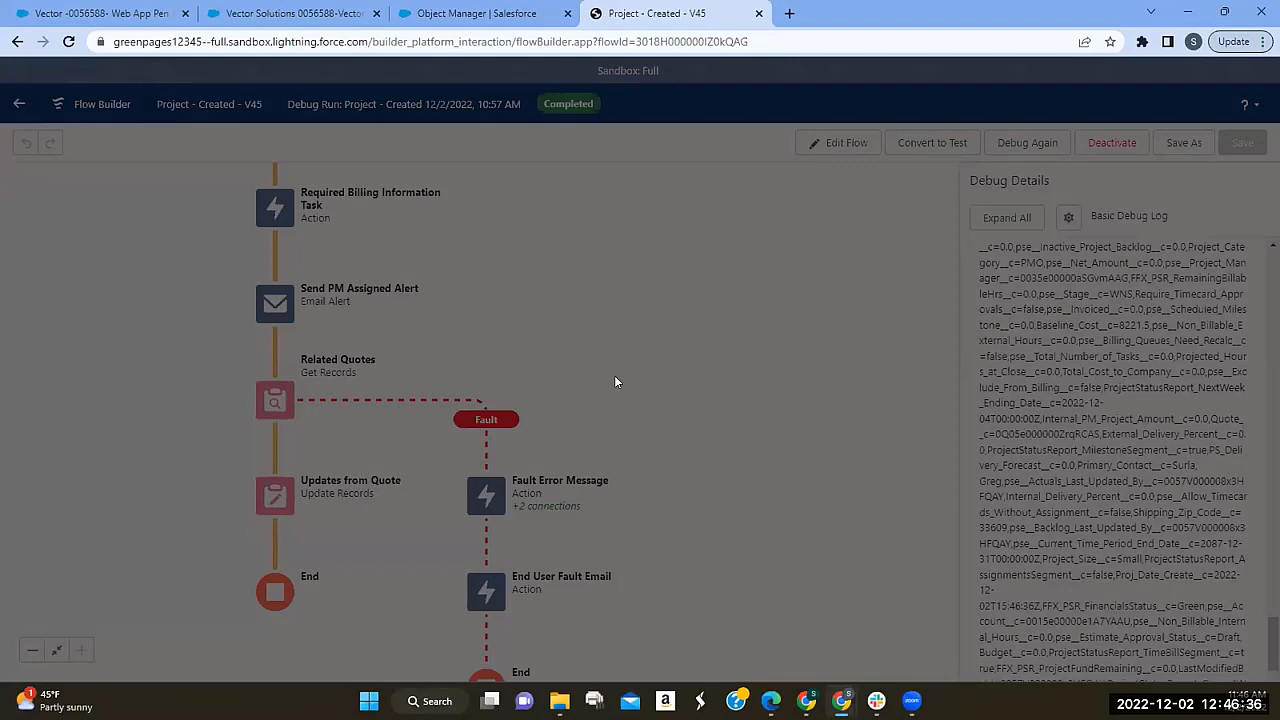 Vector -0056588- Web App Pen
Vector Solutions 0056588-Vector
Object Manager | Salesforce
Project - Created - V45
greenpages12345--full.sandbox.lightning.force.com/builder_platform_interaction/flowBuilder.app?flowId=3018H000000IZ0kQAG
S
Update
Sandbox: Full
Flow Builder
Project - Created - V45
Debug Run: Project - Created 12/2/2022, 10:57 AM
Completed
?
Edit Flow
Convert to Test
Debug Again
Deactivate
Save As
Save
Required Billing Information
Task
Action
Send PM Assigned Alert
Email Alert
Related Quotes
Get Records
Fault
Updates from Quote
Update Records
Fault Error Message
Action
+2 connections
End
End User Fault Email
Action
End
Debug Details
Expand All
Basic Debug Log
__c=0.0,pse__Inactive_Project_Backlog__c=0.0,Project_Cate
gory__c=PMO,pse__Net_Amount__c=0.0,pse__Project_Man
ager__c=0035e00000aSGvmAAG,FFX_PSR_RemainingBillab
leHrs__c=0.0,pse__Stage__c=WNS,Require_Timecard_Appr
ovals__c=false,pse__Invoiced__c=0.0,pse__Scheduled_Miles
tone__c=0.0,Baseline_Cost__c=8221.5,pse__Non_Billable_E
xternal_Hours__c=0.0,pse__Billing_Queues_Need_Recalc__c
=false,pse__Total_Number_of_Tasks__c=0.0,Projected_Hour
s_at_Close__c=0.0,Total_Cost_to_Company__c=0.0,pse__Exc
lude_From_Billing__c=false,ProjectStatusReport_NextWeek
_Ending_Date__c=2022-12-
04T00:00:00Z,Internal_PM_Project_Amount__c=0.0,Quote_
_c=0Q05e000000ZrqRCAS,External_Delivery_Percent__c=0.
0,ProjectStatusReport_MilestoneSegment__c=true,PS_Deli
very_Forecast__c=0.0,Primary_Contact__c=Surla,
Greg,pse__Actuals_Last_Updated_By__c=0057V000008x3H
FQAY,Internal_Delivery_Percent__c=0.0,pse__Allow_Timecar
ds_Without_Assignment__c=false,Shipping_Zip_Code__c=
33609,pse__Backlog_Last_Updated_By__c=0057V000008x3
HFQAY,pse__Current_Time_Period_End_Date__c=2087-12-
31T00:00:00Z,Project_Size__c=Small,ProjectStatusReport_A
ssignmentsSegment__c=false,Proj_Date_Create__c=2022-
12-
02T15:46:36Z,FFX_PSR_FinancialsStatus__c=Green,pse__Ac
count__c=0015e00000e1A7YAAU,pse__Non_Billable_Intern
al_Hours__c=0.0,pse__Estimate_Approval_Status__c=Draft,
Budget__c=0.0,ProjectStatusReport_TimeBillSegment__c=t
rue,FFX_PSR_ProjectFundRemaining__c=0.0,LastModifiedB
1
45°F
Partly sunny
Search
zoom
11:46 AM
2022-12-02 12:46:36